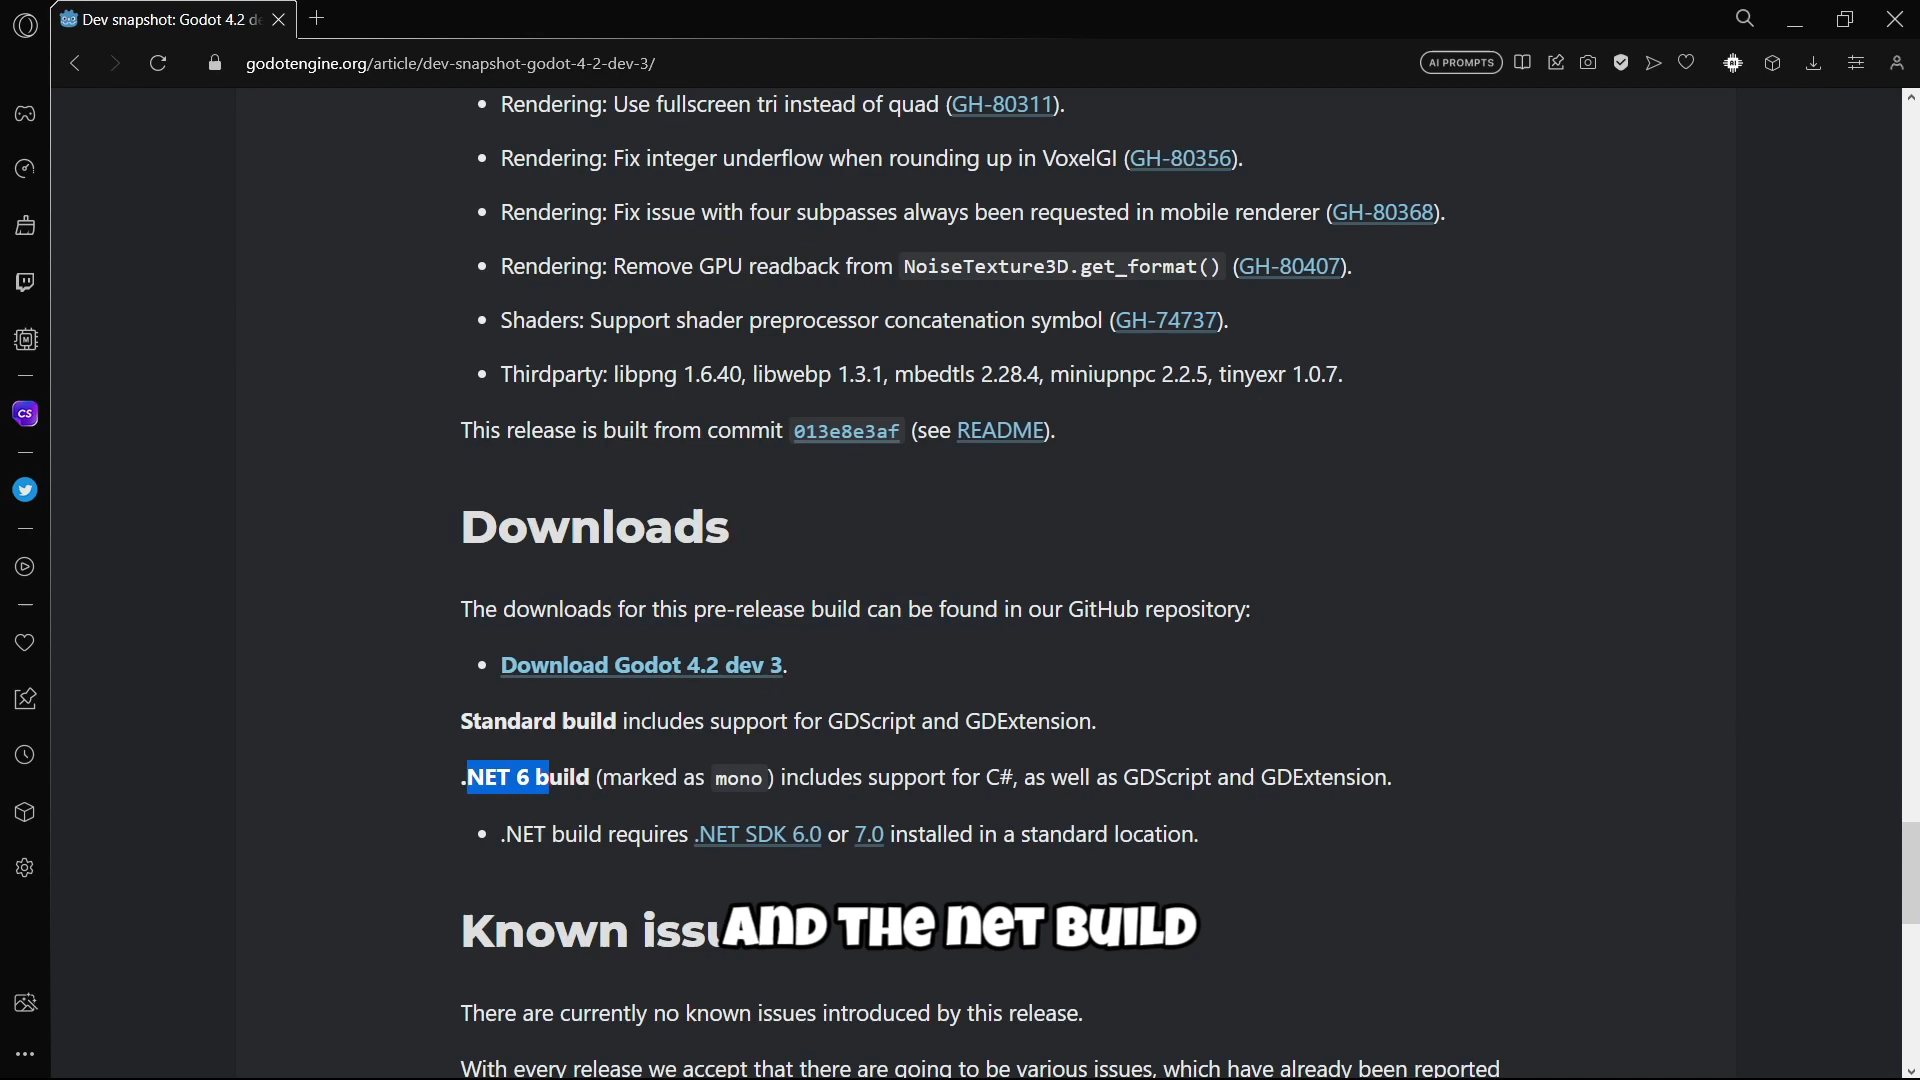 Dev snapshot: Godot 4.2 de
godotengine.org/article/dev-snapshot-godot-4-2-dev-3/
AI PROMPTS
• Rendering: Use fullscreen tri instead of quad (GH-80311).
• Rendering: Fix integer underflow when rounding up in VoxelGI (GH-80356).
• Rendering: Fix issue with four subpasses always been requested in mobile renderer (GH-80368).
• Rendering: Remove GPU readback from NoiseTexture3D.get_format() (GH-80407).
• Shaders: Support shader preprocessor concatenation symbol (GH-74737).
• Thirdparty: libpng 1.6.40, libwebp 1.3.1, mbedtls 2.28.4, miniupnpc 2.2.5, tinyexr 1.0.7.
This release is built from commit 013e8e3af (see README).
CS
Downloads
The downloads for this pre-release build can be found in our GitHub repository:
• Download Godot 4.2 dev 3.
Standard build includes support for GDScript and GDExtension.
.NET 6 build (marked as mono) includes support for C#, as well as GDScript and GDExtension.
• .NET build requires .NET SDK 6.0 or 7.0 installed in a standard location.
Known issu
AND THE NET BUILD
There are currently no known issues introduced by this release.
With every release we accept that there are going to be various issues, which have already been reported